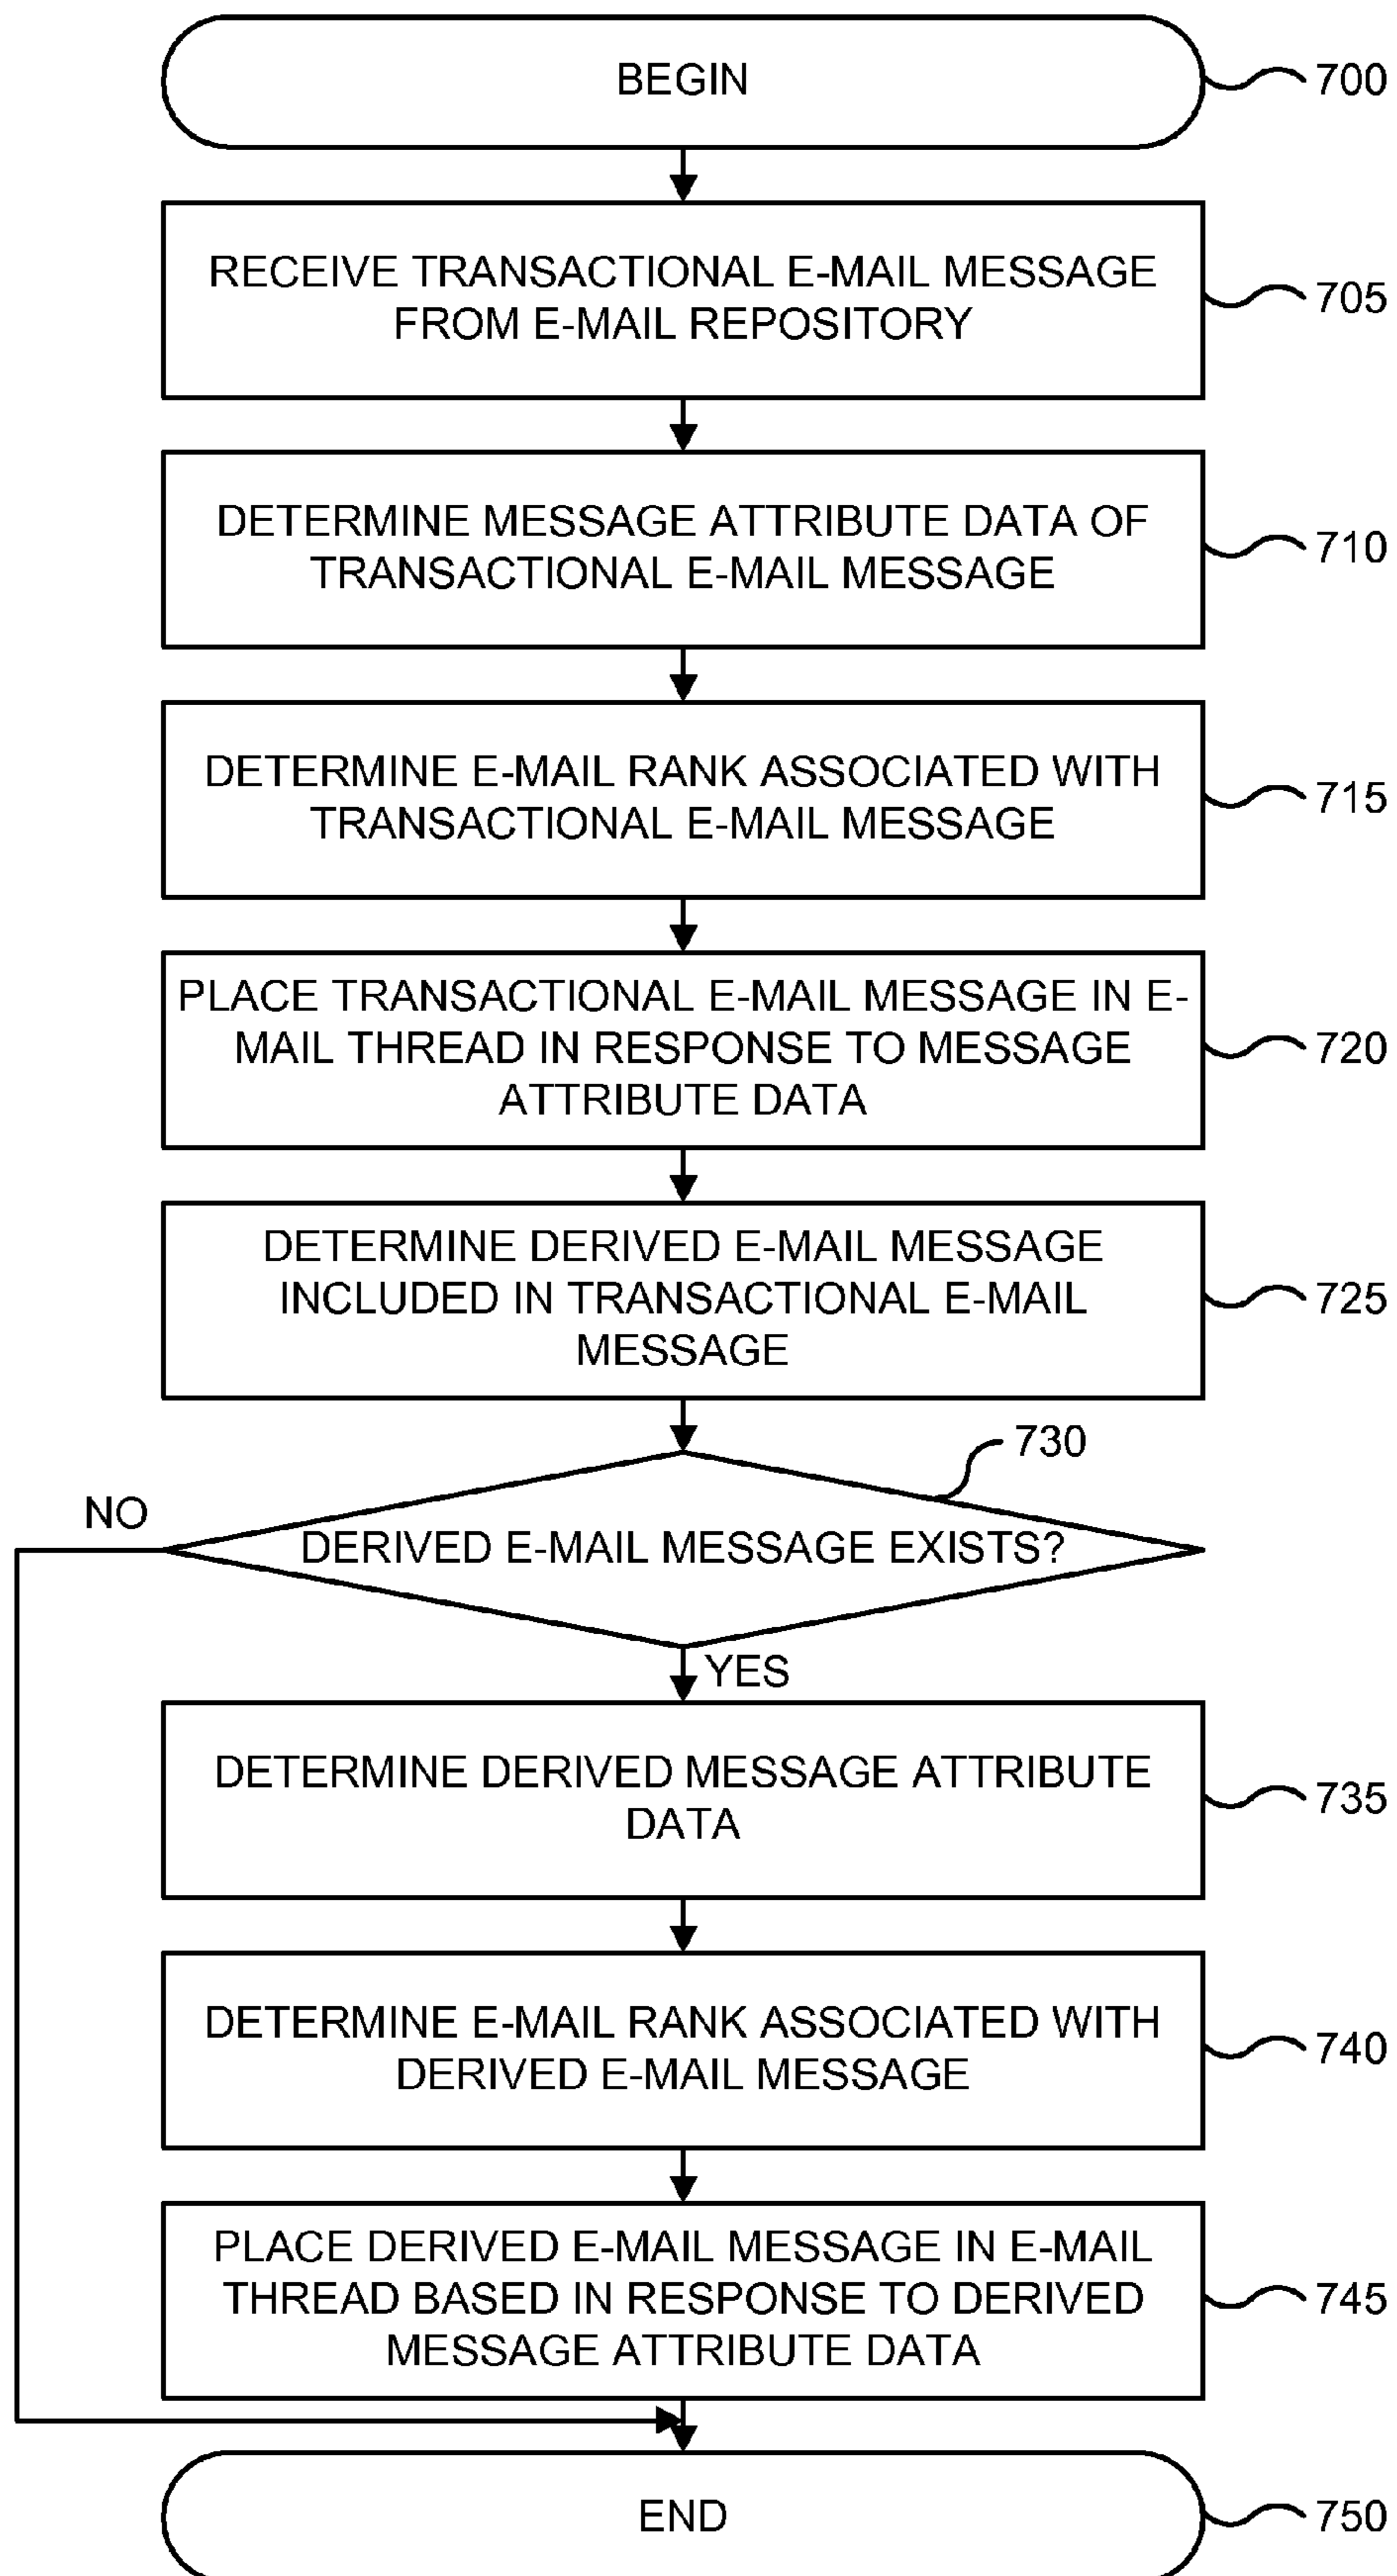 BEGIN
700
RECEIVE TRANSACTIONAL E-MAIL MESSAGE
FROM E-MAIL REPOSITORY
705
DETERMINE MESSAGE ATTRIBUTE DATA OF
TRANSACTIONAL E-MAIL MESSAGE
710
DETERMINE E-MAIL RANK ASSOCIATED WITH
TRANSACTIONAL E-MAIL MESSAGE
715
PLACE TRANSACTIONAL E-MAIL MESSAGE IN E-
MAIL THREAD IN RESPONSE TO MESSAGE
ATTRIBUTE DATA
720
DETERMINE DERIVED E-MAIL MESSAGE
INCLUDED IN TRANSACTIONAL E-MAIL
MESSAGE
725
730
NO
DERIVED E-MAIL MESSAGE EXISTS?
YES
DETERMINE DERIVED MESSAGE ATTRIBUTE
DATA
735
DETERMINE E-MAIL RANK ASSOCIATED WITH
DERIVED E-MAIL MESSAGE
740
PLACE DERIVED E-MAIL MESSAGE IN E-MAIL
THREAD BASED IN RESPONSE TO DERIVED
MESSAGE ATTRIBUTE DATA
745
END
750